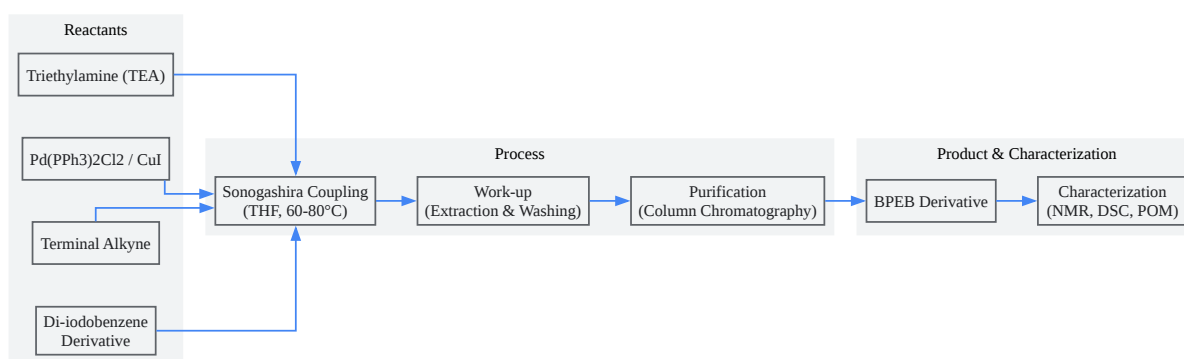 Reactants
Triethylamine (TEA)
Pd(PPh3)2Cl2 / CuI
Terminal Alkyne
Di-iodobenzene
Derivative
Process
Sonogashira Coupling
(THF, 60-80°C)
Work-up
(Extraction & Washing)
Purification
(Column Chromatography)
Product & Characterization
BPEB Derivative
Characterization
(NMR, DSC, POM)